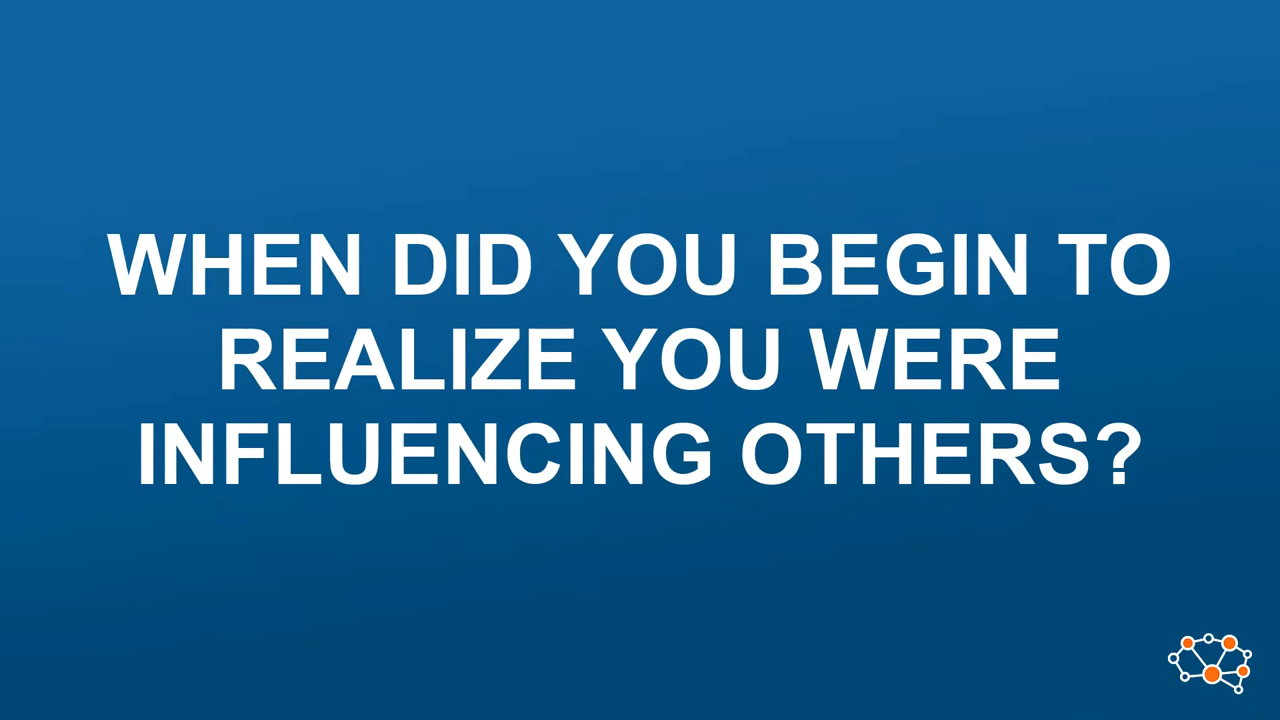 WHEN DID YOU BEGIN TO
REALIZE YOU WERE
INFLUENCING OTHERS?